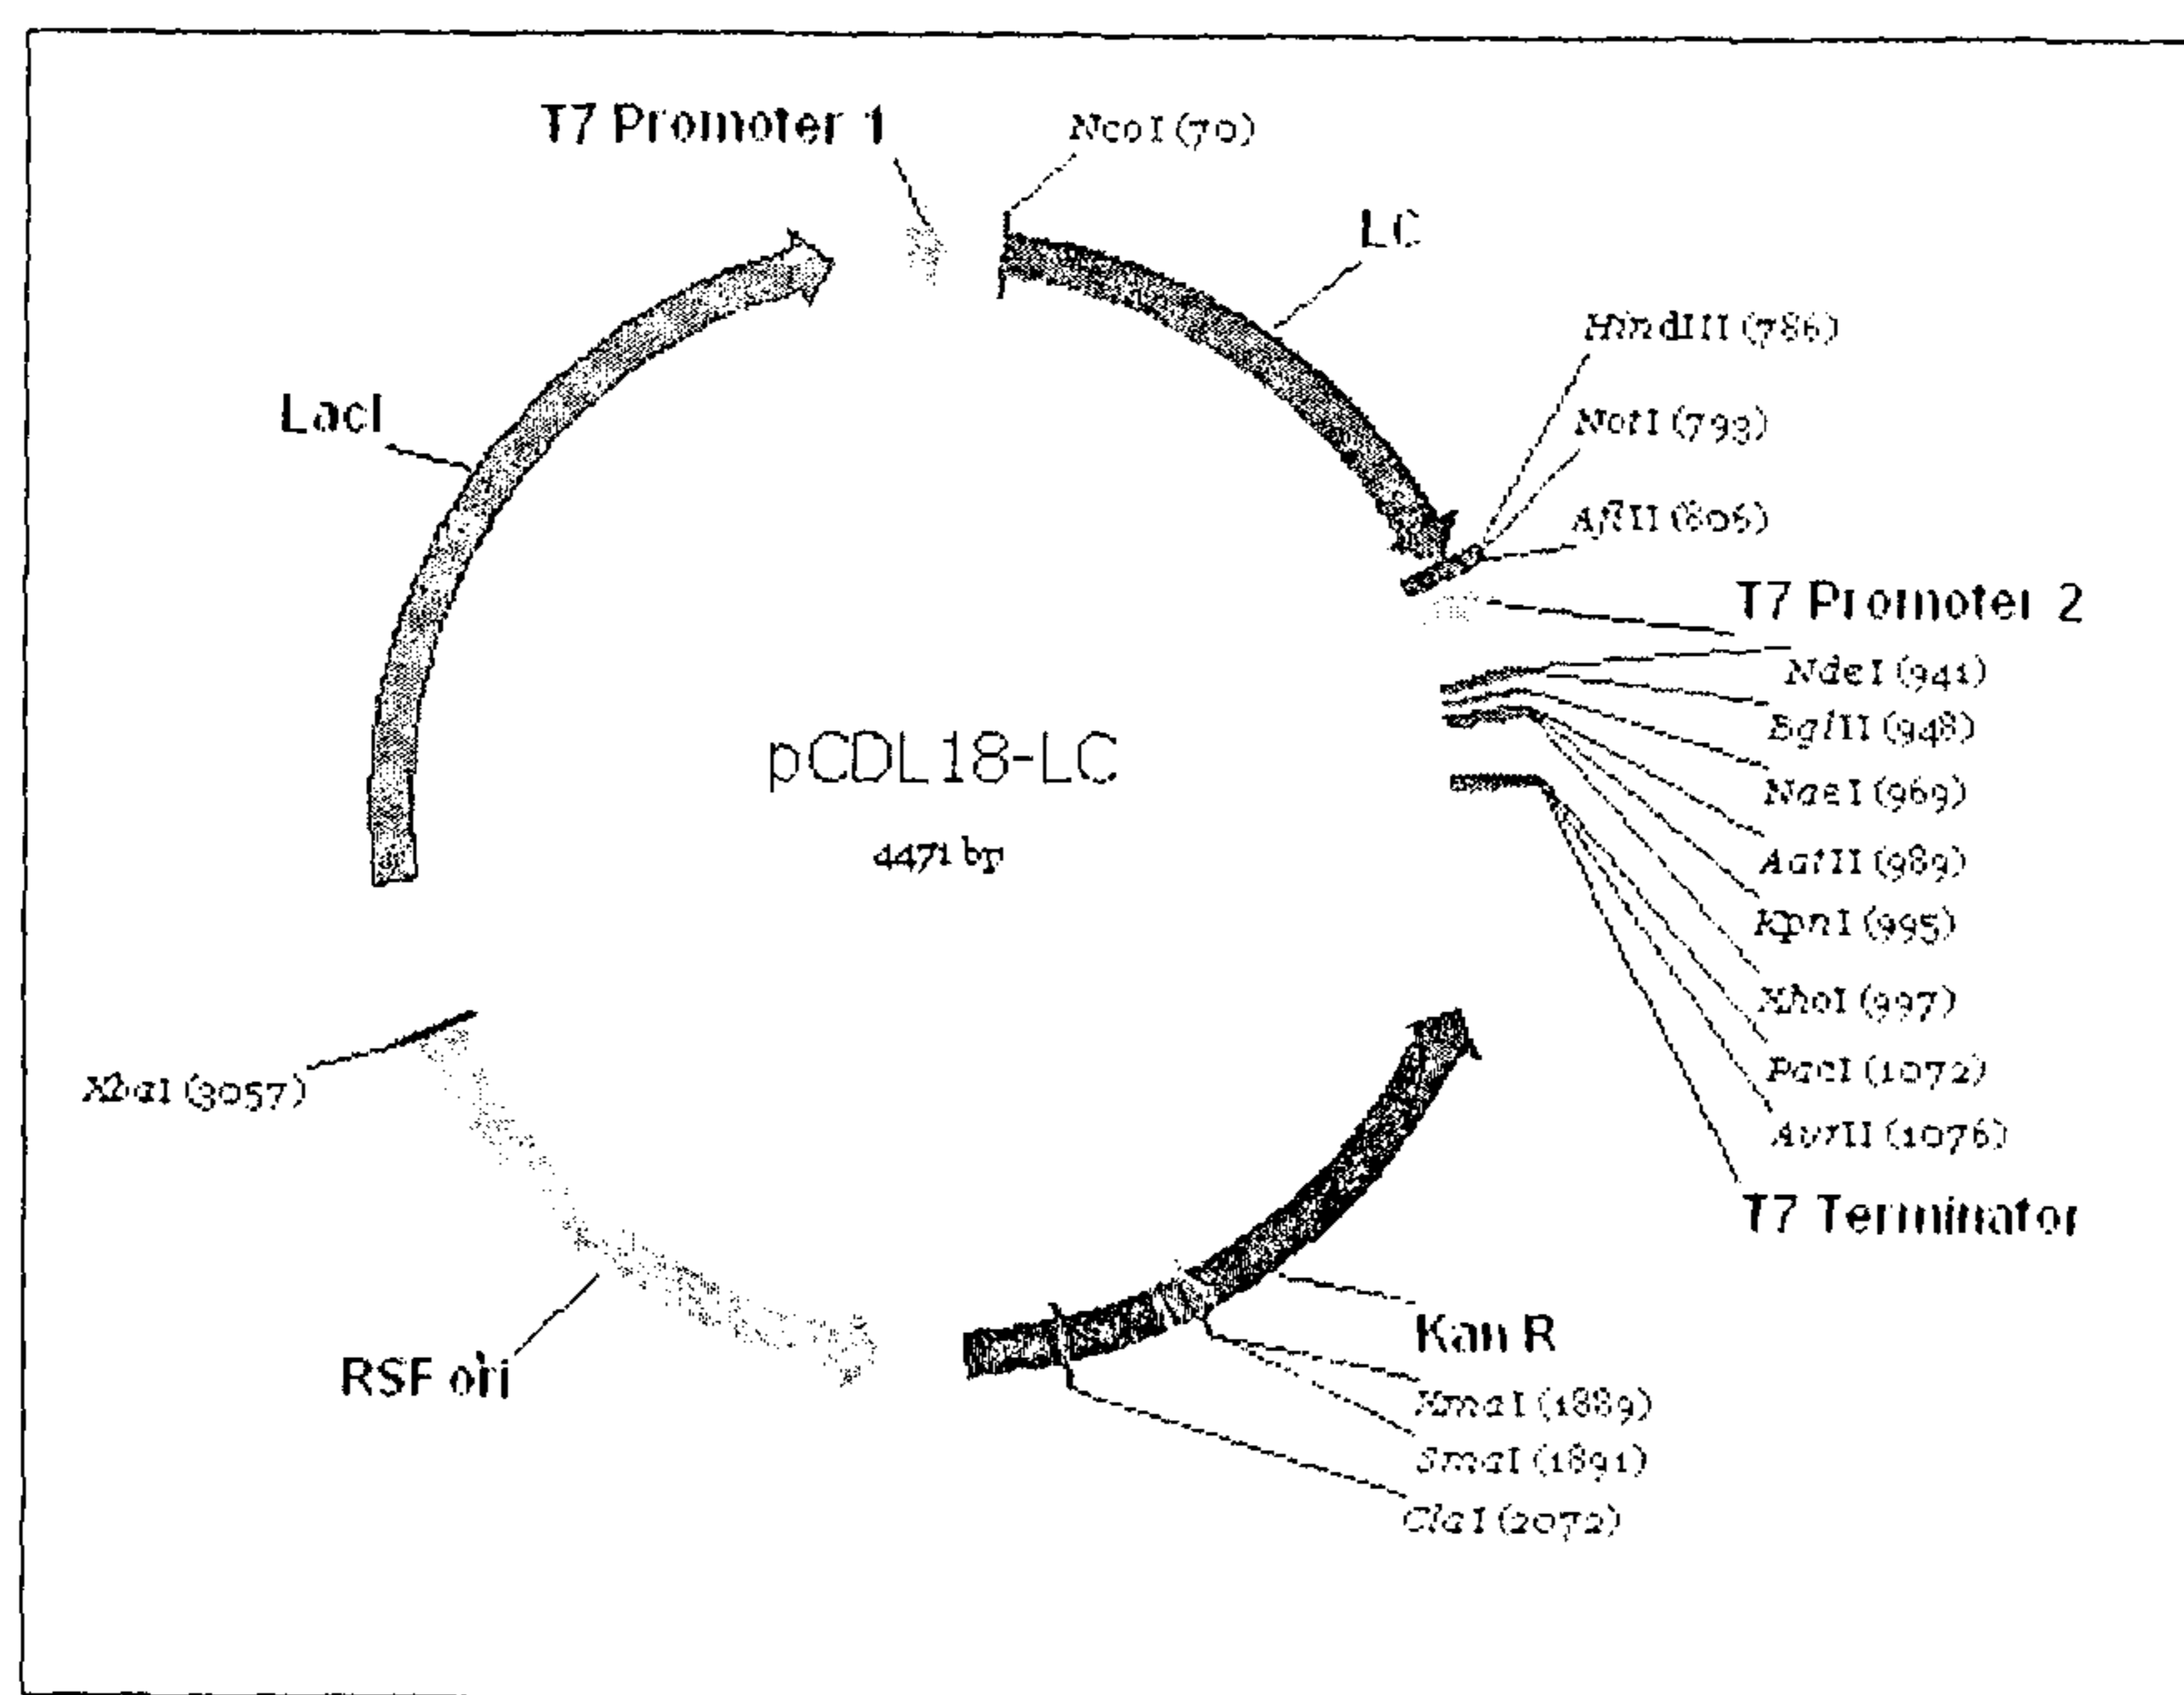 T7 Promoter 1
NcoI (70)
LC
HindIII (786)
NotI (793)
AflII (806)
LacI
T7 Promoter 2
NdeI (941)
BglII (948)
NaeI (969)
AatII (989)
KpnI (995)
XhoI (997)
PacI (1072)
AvrII (1076)
T7 Terminator
pCDL18-LC
4471 bp
XbaI (3057)
RSF ori
Kan R
XmaI (1889)
SmaI (1891)
ClaI (2072)